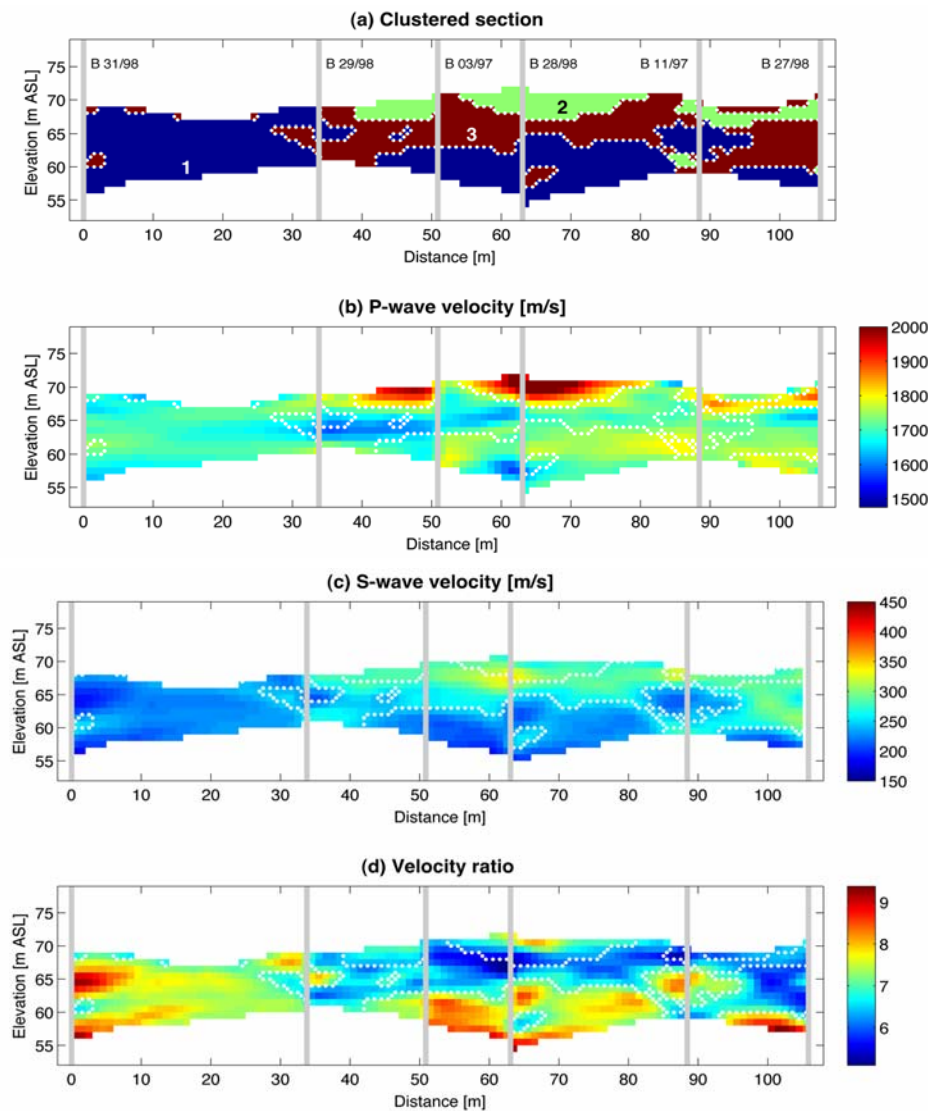 (a) Clustered section
B 31/98 B 29/98 B 03/97 B 28/98 B 11/97 B 27/98
75
70
65
60
55
Elevation [m ASL]
1 2 3
0 10 20 30 40 50 60 70 80 90 100
Distance [m]
(b) P-wave velocity [m/s]
75
70
65
60
55
Elevation [m ASL]
0 10 20 30 40 50 60 70 80 90 100
Distance [m]
2000
1900
1800
1700
1600
1500
(c) S-wave velocity [m/s]
75
70
65
60
55
Elevation [m ASL]
0 10 20 30 40 50 60 70 80 90 100
Distance [m]
450
400
350
300
250
200
150
(d) Velocity ratio
75
70
65
60
55
Elevation [m ASL]
0 10 20 30 40 50 60 70 80 90 100
Distance [m]
9
8
7
6